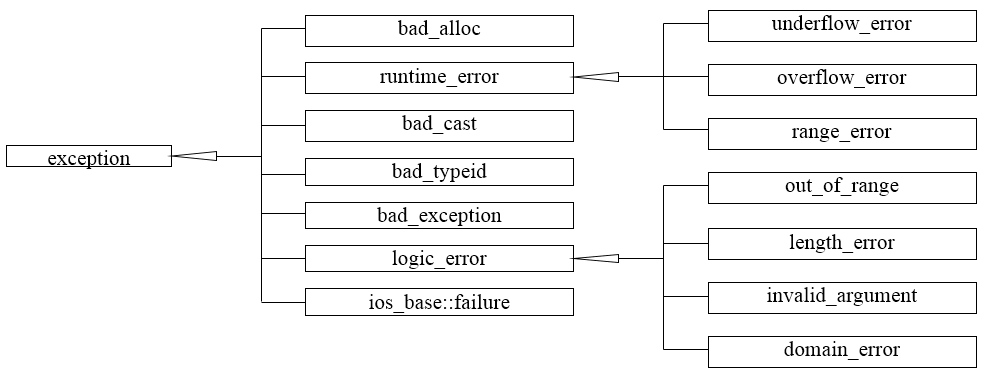 exception
bad_alloc
runtime_error
bad_cast
bad_typeid
bad_exception
logic_error
ios_base::failure
underflow_error
overflow_error
range_error
out_of_range
length_error
invalid_argument
domain_error